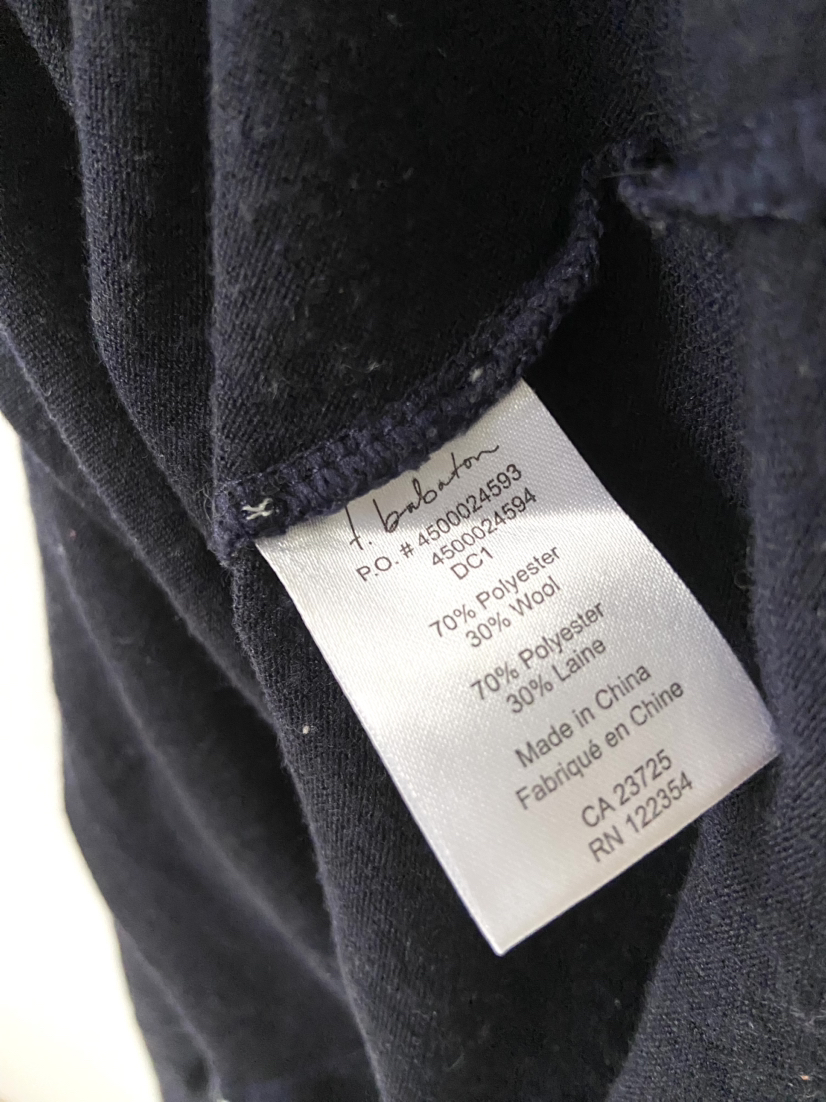 t. babaton
P.O. # 4500024593
4500024594
DC1
70% Polyester
30% Wool
70% Polyester
30% Laine
Made in China
Fabriqué en Chine
CA 23725
RN 122354